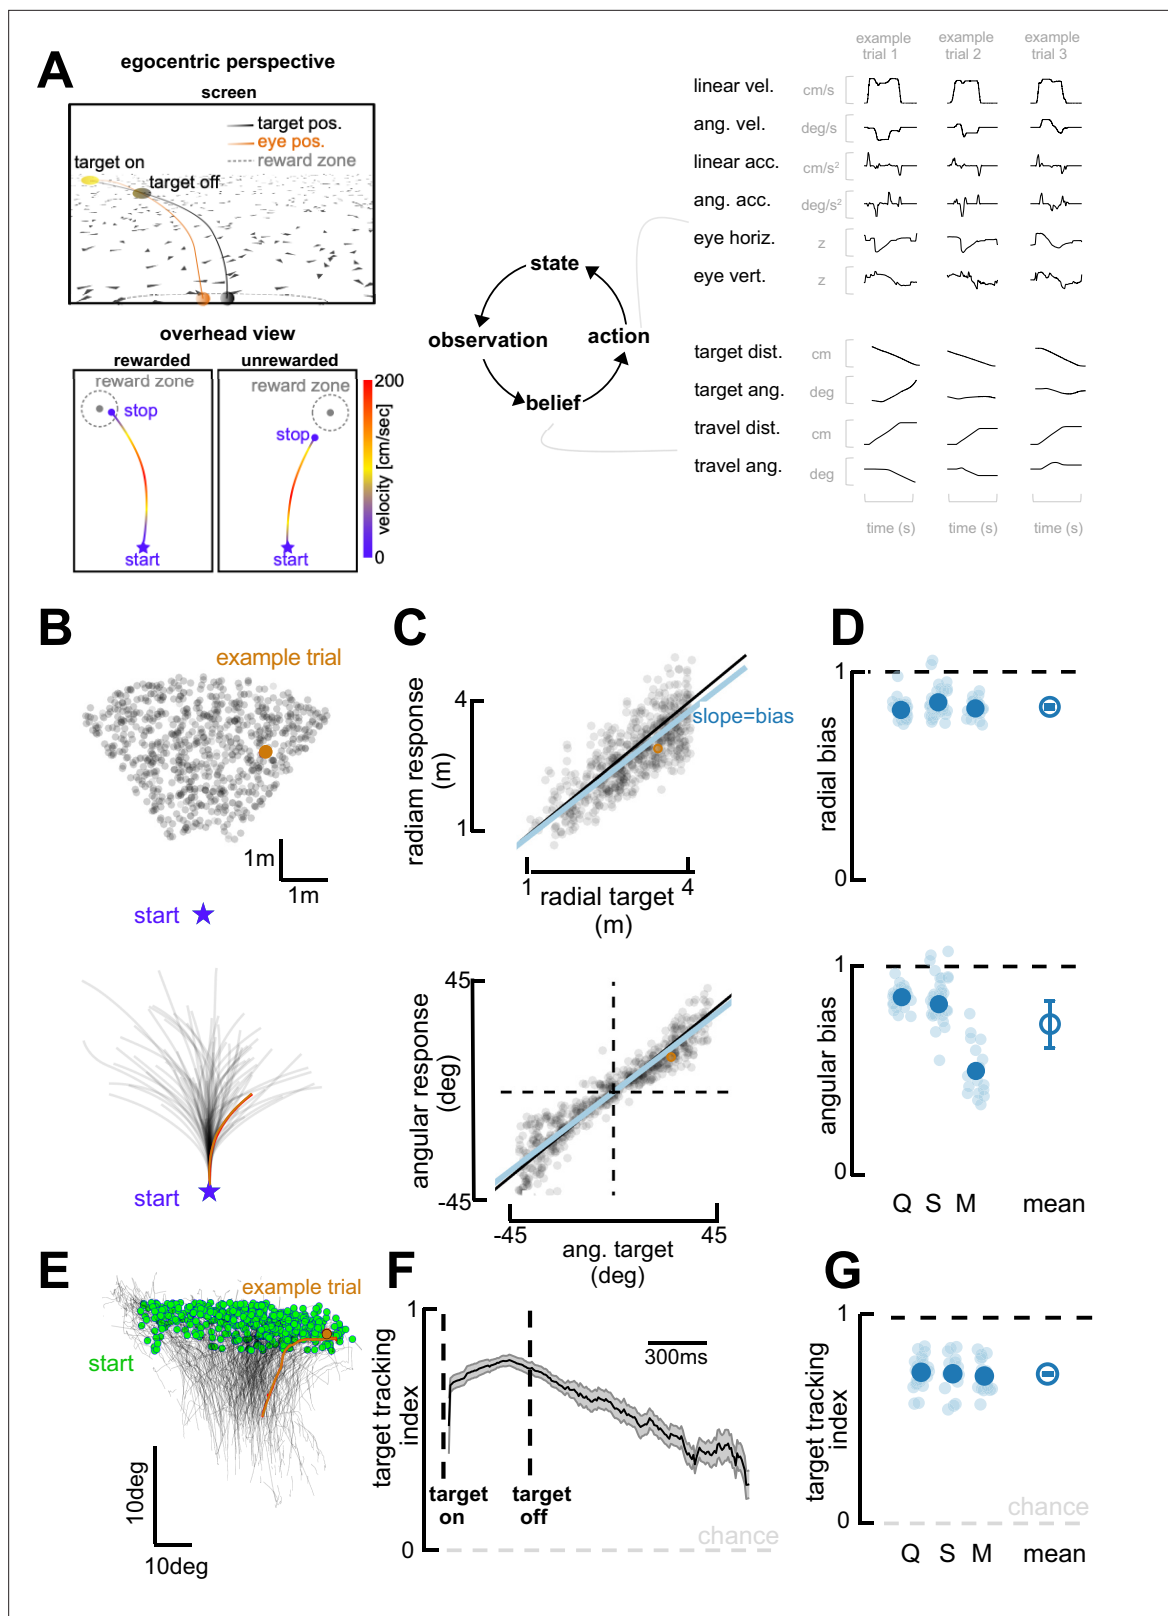 A
egocentric perspective
screen
target pos.
eye pos.
reward zone
target on
target off
overhead view
rewarded
unrewarded
reward zone
stop
start
reward zone
stop
start
200
velocity [cm/sec]
0
state
observation
action
belief
example trial 1
example trial 2
example trial 3
linear vel. cm/s
ang. vel. deg/s
linear acc. cm/s²
ang. acc. deg/s²
eye horiz. z
eye vert. z
target dist. cm
target ang. deg
travel dist. cm
travel ang. deg
time (s) time (s) time (s)
B
example trial
1m
1m
start
start
C
radiam response
(m)
4
1
slope=bias
1 4
radial target
(m)
angular response
(deg)
45
-45
-45 45
ang. target
(deg)
D
radial bias
1
0
angular bias
1
0
Q S M mean
E
example trial
start
10deg
10deg
F
target tracking
index
1
0
300ms
target on
target off
chance
G
target tracking
index
1
0
chance
Q S M mean